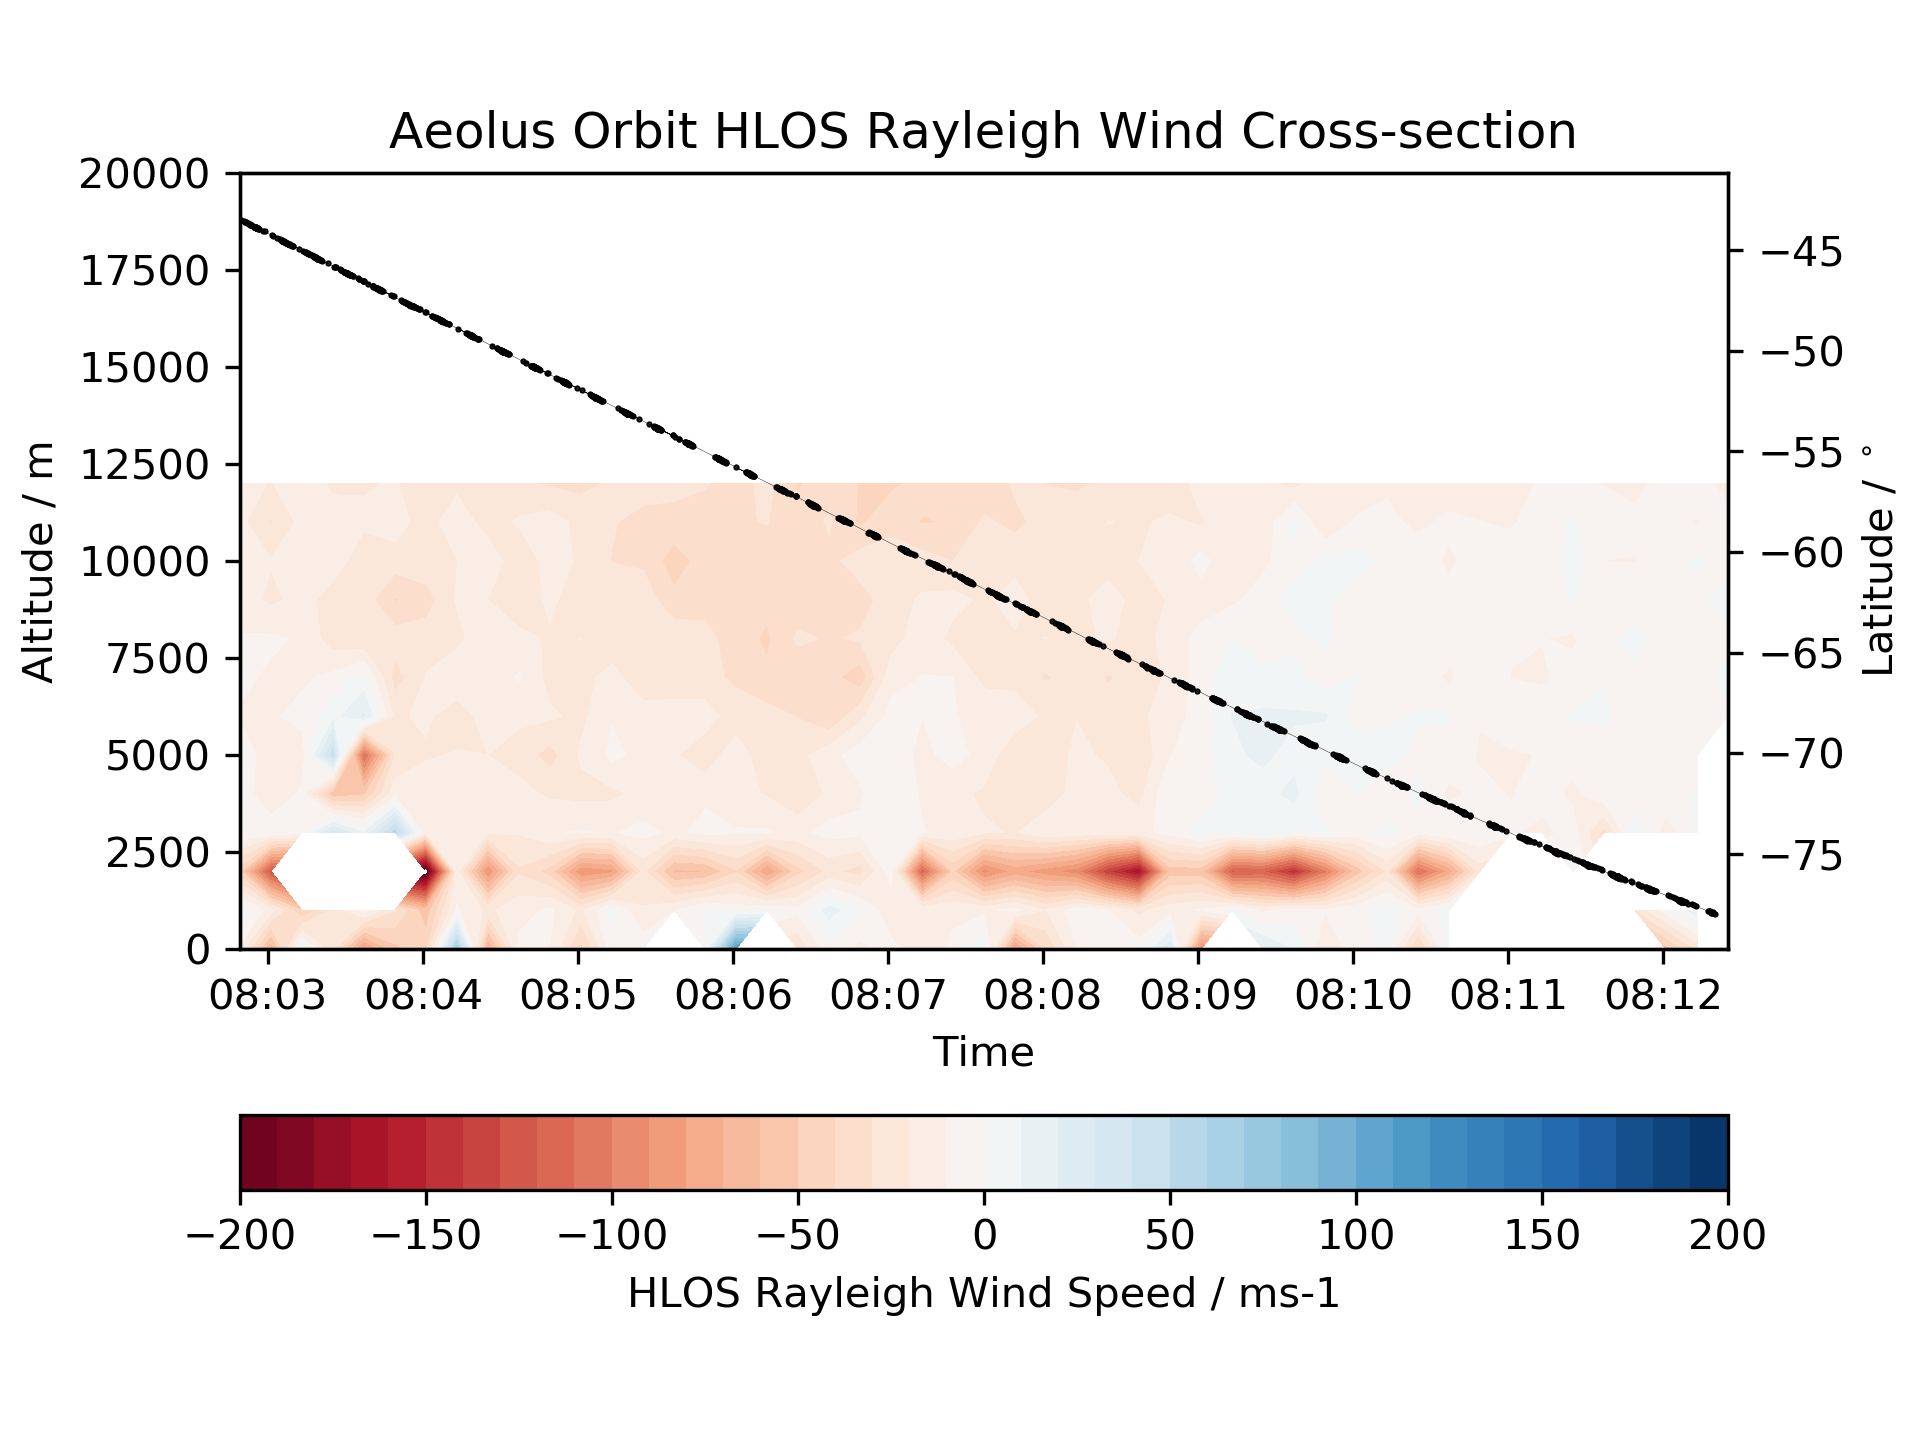 Aeolus Orbit HLOS Rayleigh Wind Cross-section
20000
17500
15000
12500
10000
7500
5000
2500
0
Altitude / m
−45
−50
−55
−60
−65
−70
−75
Latitude / °
08:03 08:04 08:05 08:06 08:07 08:08 08:09 08:10 08:11 08:12
Time
−200 −150 −100 −50 0 50 100 150 200
HLOS Rayleigh Wind Speed / ms-1